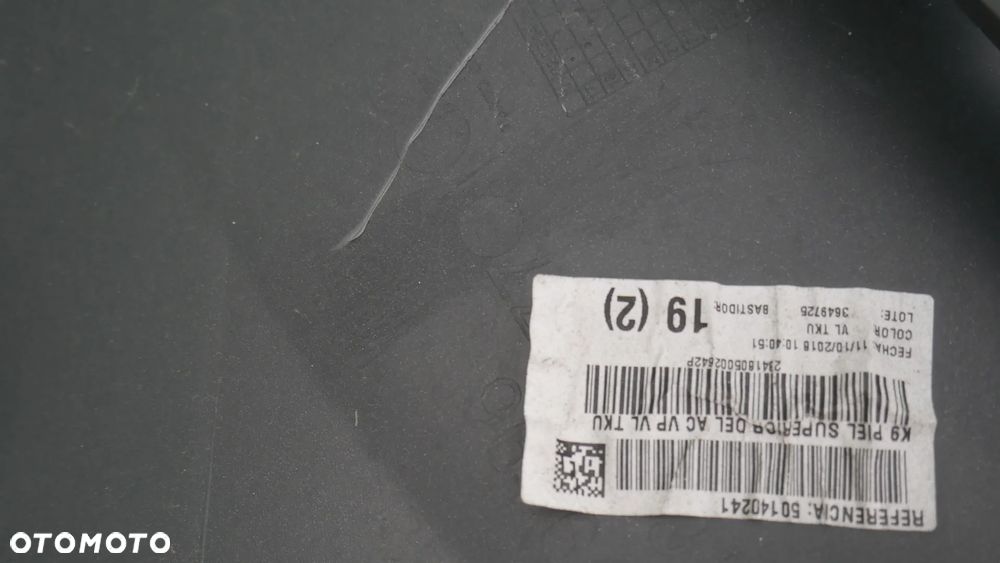 REFERENCIA: 50140241
K9 PIEL SUPERIOR DEL AC VP VL TKU
2341805002642P
FECHA: 11/10/2018 10:40:51
COLOR: VL TKU
LOTE: 3649725
BASTIDOR: 19 (2)
OTOMOTO